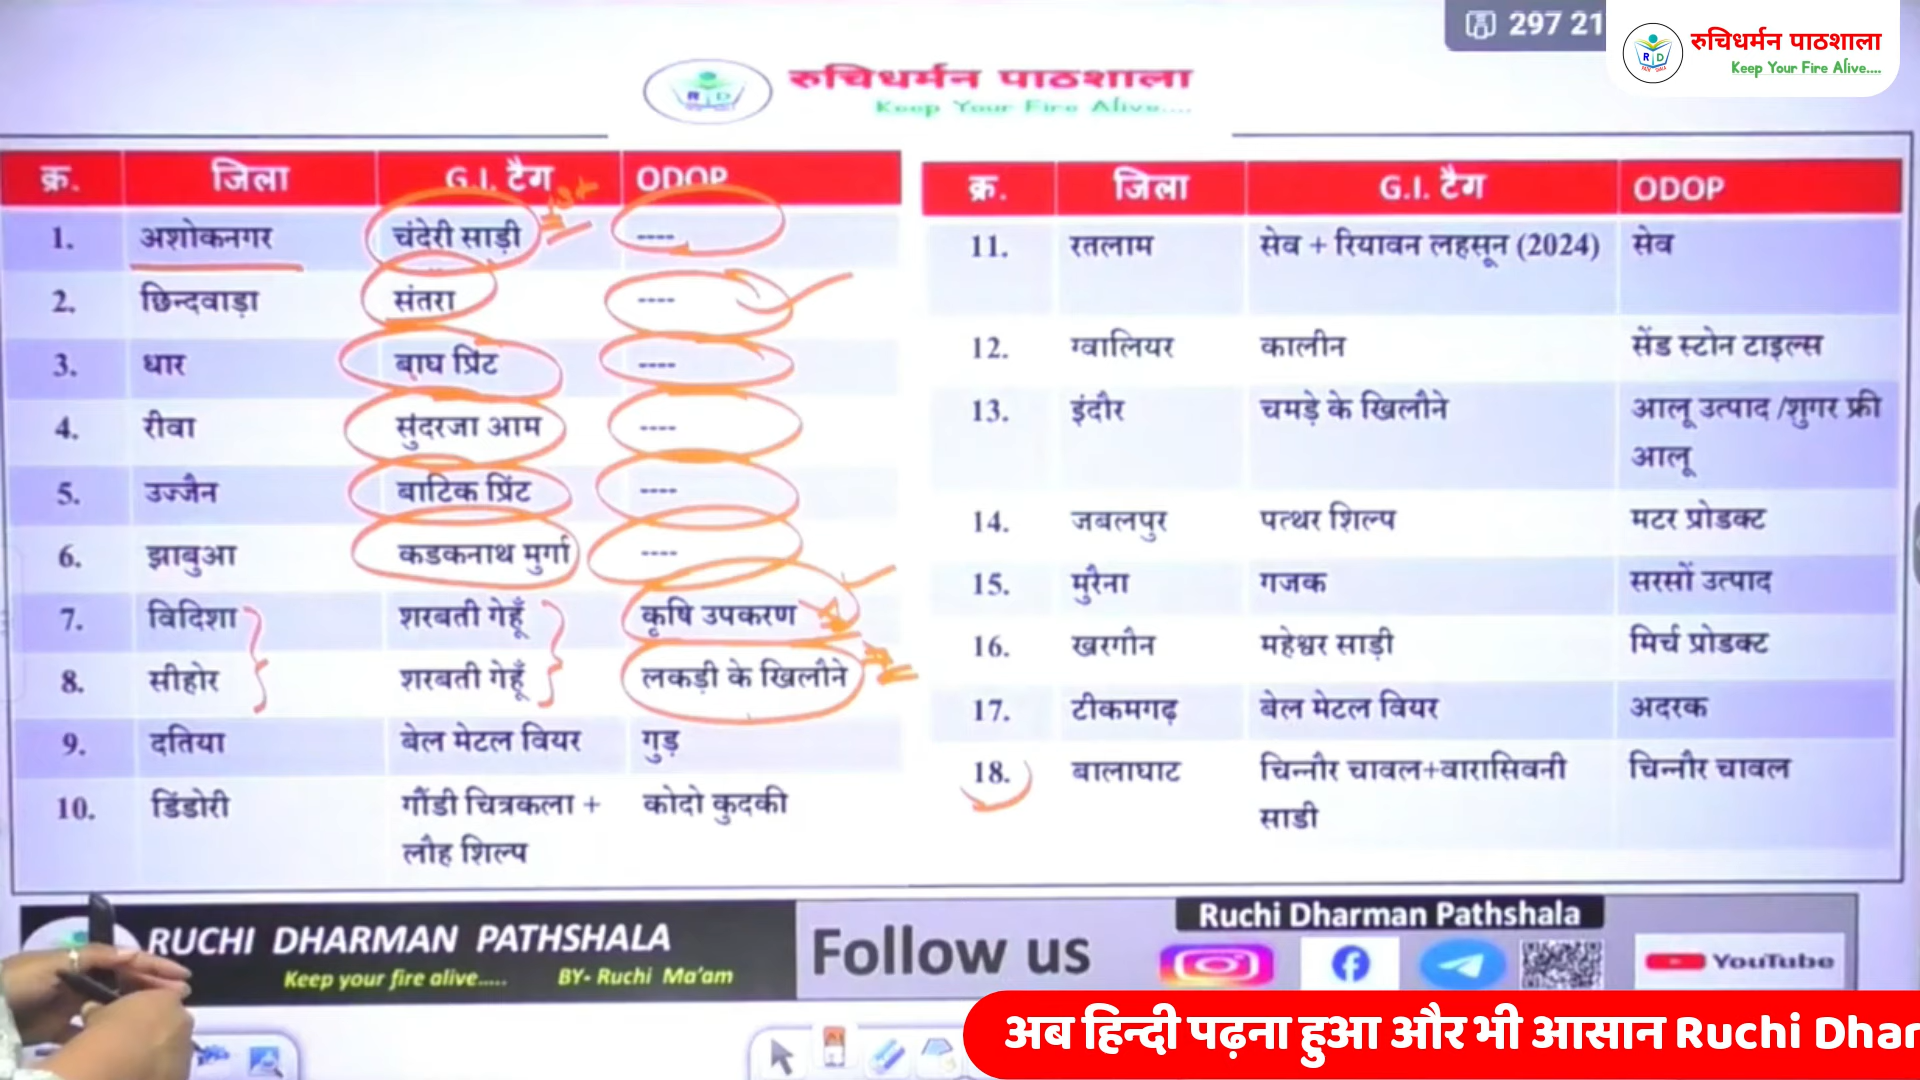 297 21
रुचिधर्मन पाठशाला
Keep Your Fire Alive....
रुचिधर्मन पाठशाला
Keep Your Fire Alive....
क्र. जिला G.I. टैग ODOP
1. अशोकनगर चंदेरी साड़ी ----
2. छिन्दवाड़ा संतरा ----
3. धार बाघ प्रिंट ----
4. रीवा सुंदरजा आम ----
5. उज्जैन बाटिक प्रिंट ----
6. झाबुआ कडकनाथ मुर्गा ----
7. विदिशा शरबती गेहूँ कृषि उपकरण
8. सीहोर शरबती गेहूँ लकड़ी के खिलौने
9. दतिया बेल मेटल वियर गुड़
10. डिंडोरी गौंडी चित्रकला + कोदो कुदकी
लौह शिल्प
क्र. जिला G.I. टैग ODOP
11. रतलाम सेव + रियावन लहसून (2024) सेव
12. ग्वालियर कालीन सेंड स्टोन टाइल्स
13. इंदौर चमड़े के खिलौने आलू उत्पाद /शुगर फ्री
आलू
14. जबलपुर पत्थर शिल्प मटर प्रोडक्ट
15. मुरैना गजक सरसों उत्पाद
16. खरगौन महेश्वर साड़ी मिर्च प्रोडक्ट
17. टीकमगढ़ बेल मेटल वियर अदरक
18. बालाघाट चिन्नौर चावल+वारासिवनी चिन्नौर चावल
साडी
RUCHI DHARMAN PATHSHALA
Keep your fire alive..... BY- Ruchi Ma'am
Follow us
Ruchi Dharman Pathshala
YouTube
अब हिन्दी पढ़ना हुआ और भी आसान Ruchi Dhar